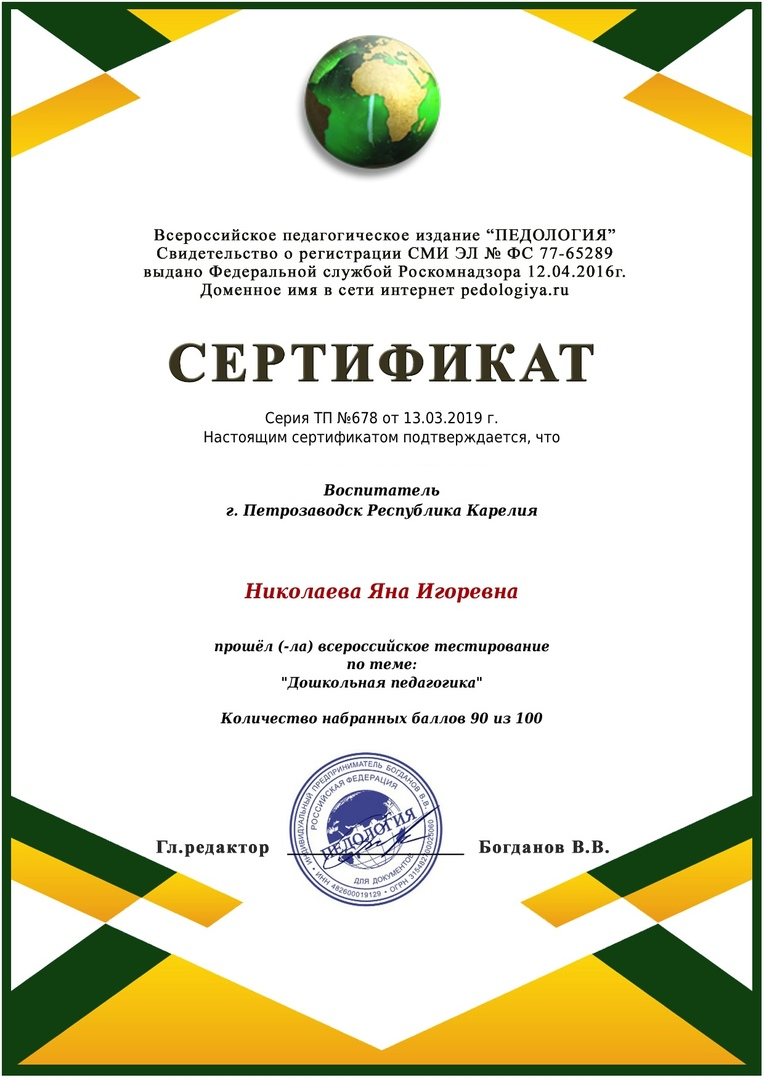 Всероссийское педагогическое издание “ПЕДОЛОГИЯ”
Свидетельство о регистрации СМИ ЭЛ № ФС 77-65289
выдано Федеральной службой Роскомнадзора 12.04.2016г.
Доменное имя в сети интернет pedologiya.ru
СЕРТИФИКАТ
Серия ТП №678 от 13.03.2019 г.
Настоящим сертификатом подтверждается, что
Воспитатель
г. Петрозаводск Республика Карелия
Николаева Яна Игоревна
прошёл (-ла) всероссийское тестирование
по теме:
"Дошкольная педагогика"
Количество набранных баллов 90 из 100
ИНДИВИДУАЛЬНЫЙ ПРЕДПРИНИМАТЕЛЬ БОГДАНОВ В.В.
РОССИЙСКАЯ ФЕДЕРАЦИЯ
ПЕДОЛОГИЯ
ДЛЯ ДОКУМЕНТОВ
ИНН 482600019129 • ОГРН
Гл.редактор
Богданов В.В.